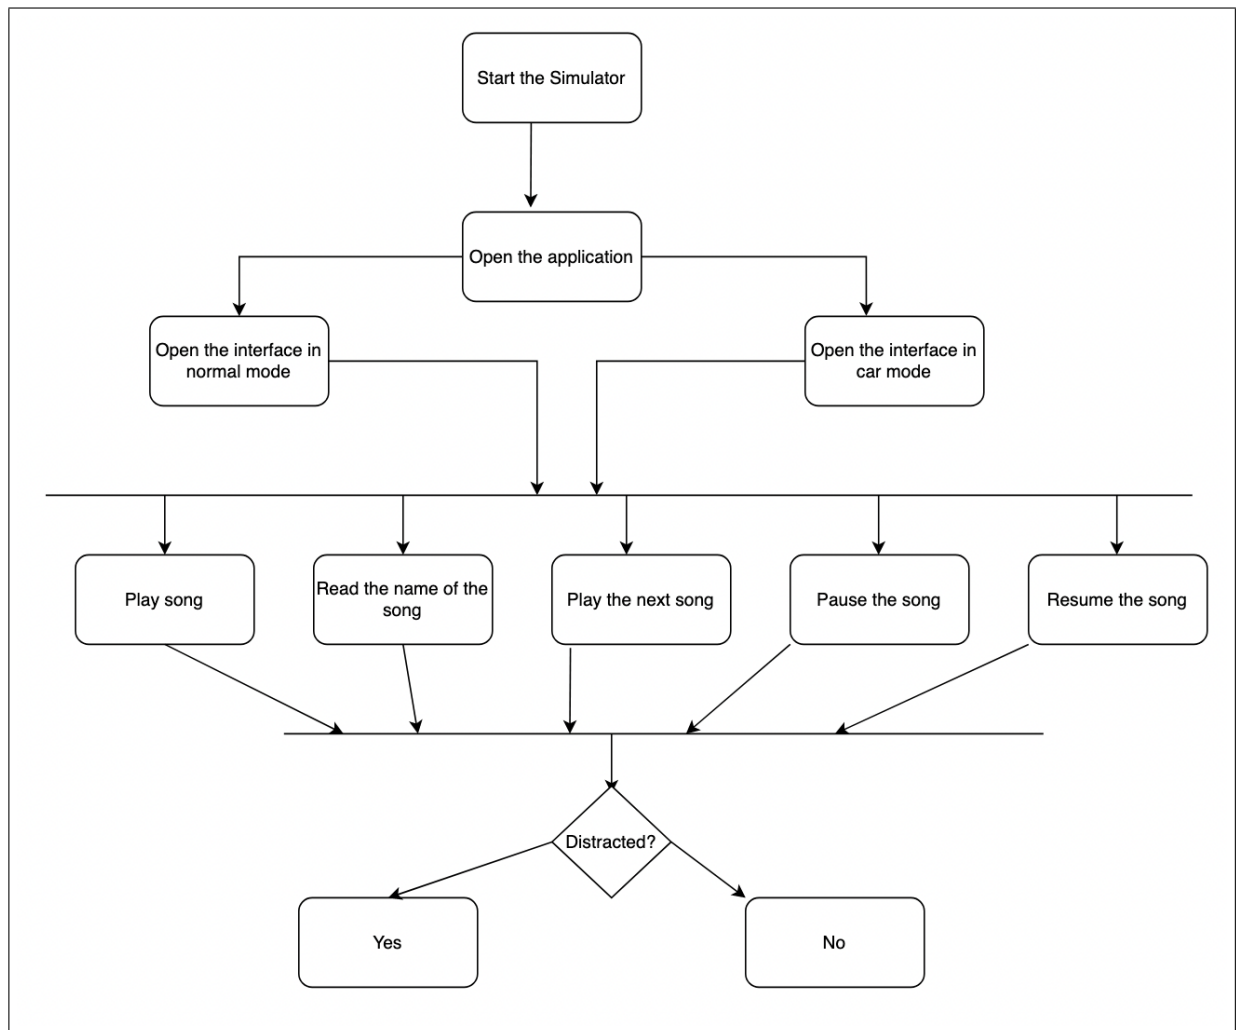 Start the Simulator
Open the application
Open the interface in
normal mode
Open the interface in
car mode
Play song
Read the name of the
song
Play the next song
Pause the song
Resume the song
Distracted?
Yes
No